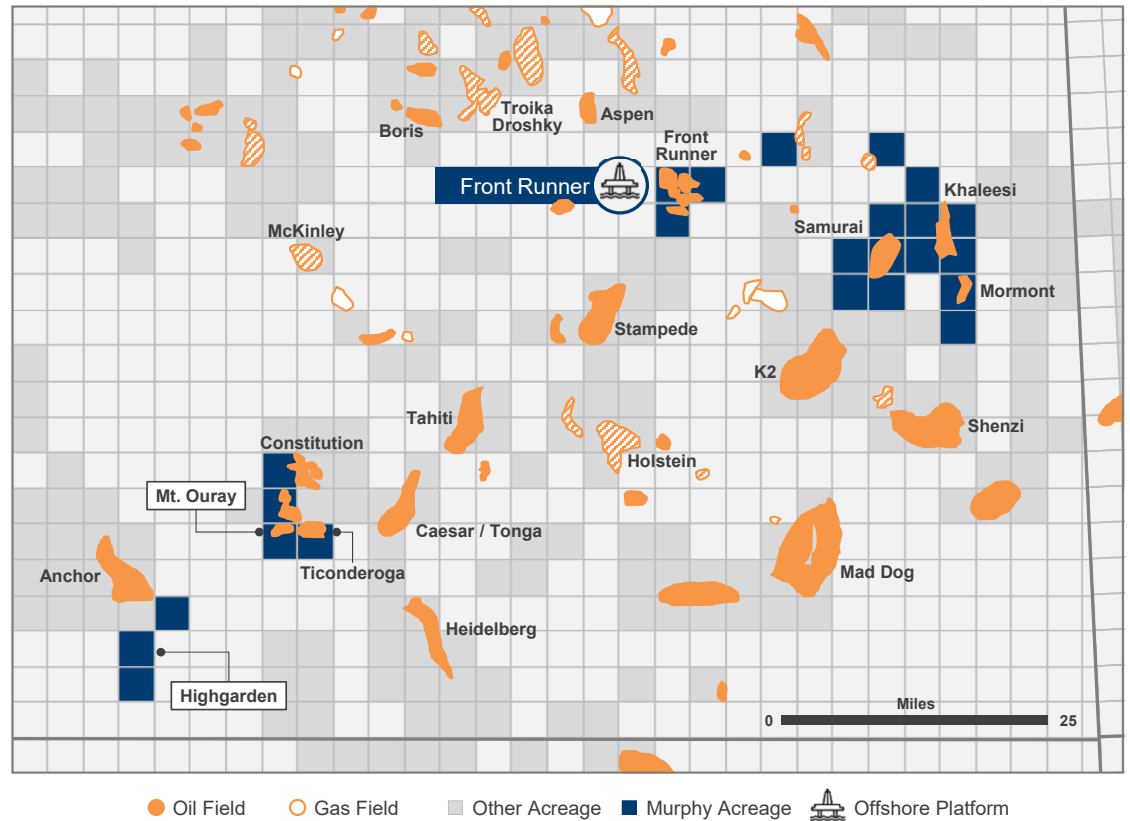 Troika
Droshky
Aspen
Boris
Front
Runner
Front Runner
Khaleesi
Samurai
McKinley
Mormont
Stampede
K2
Tahiti
Shenzi
Constitution
Holstein
Mt. Ouray
Caesar / Tonga
Ticonderoga
Anchor
Mad Dog
Heidelberg
Highgarden
Miles
0
25
Oil Field
Gas Field
Other Acreage
Murphy Acreage
Offshore Platform